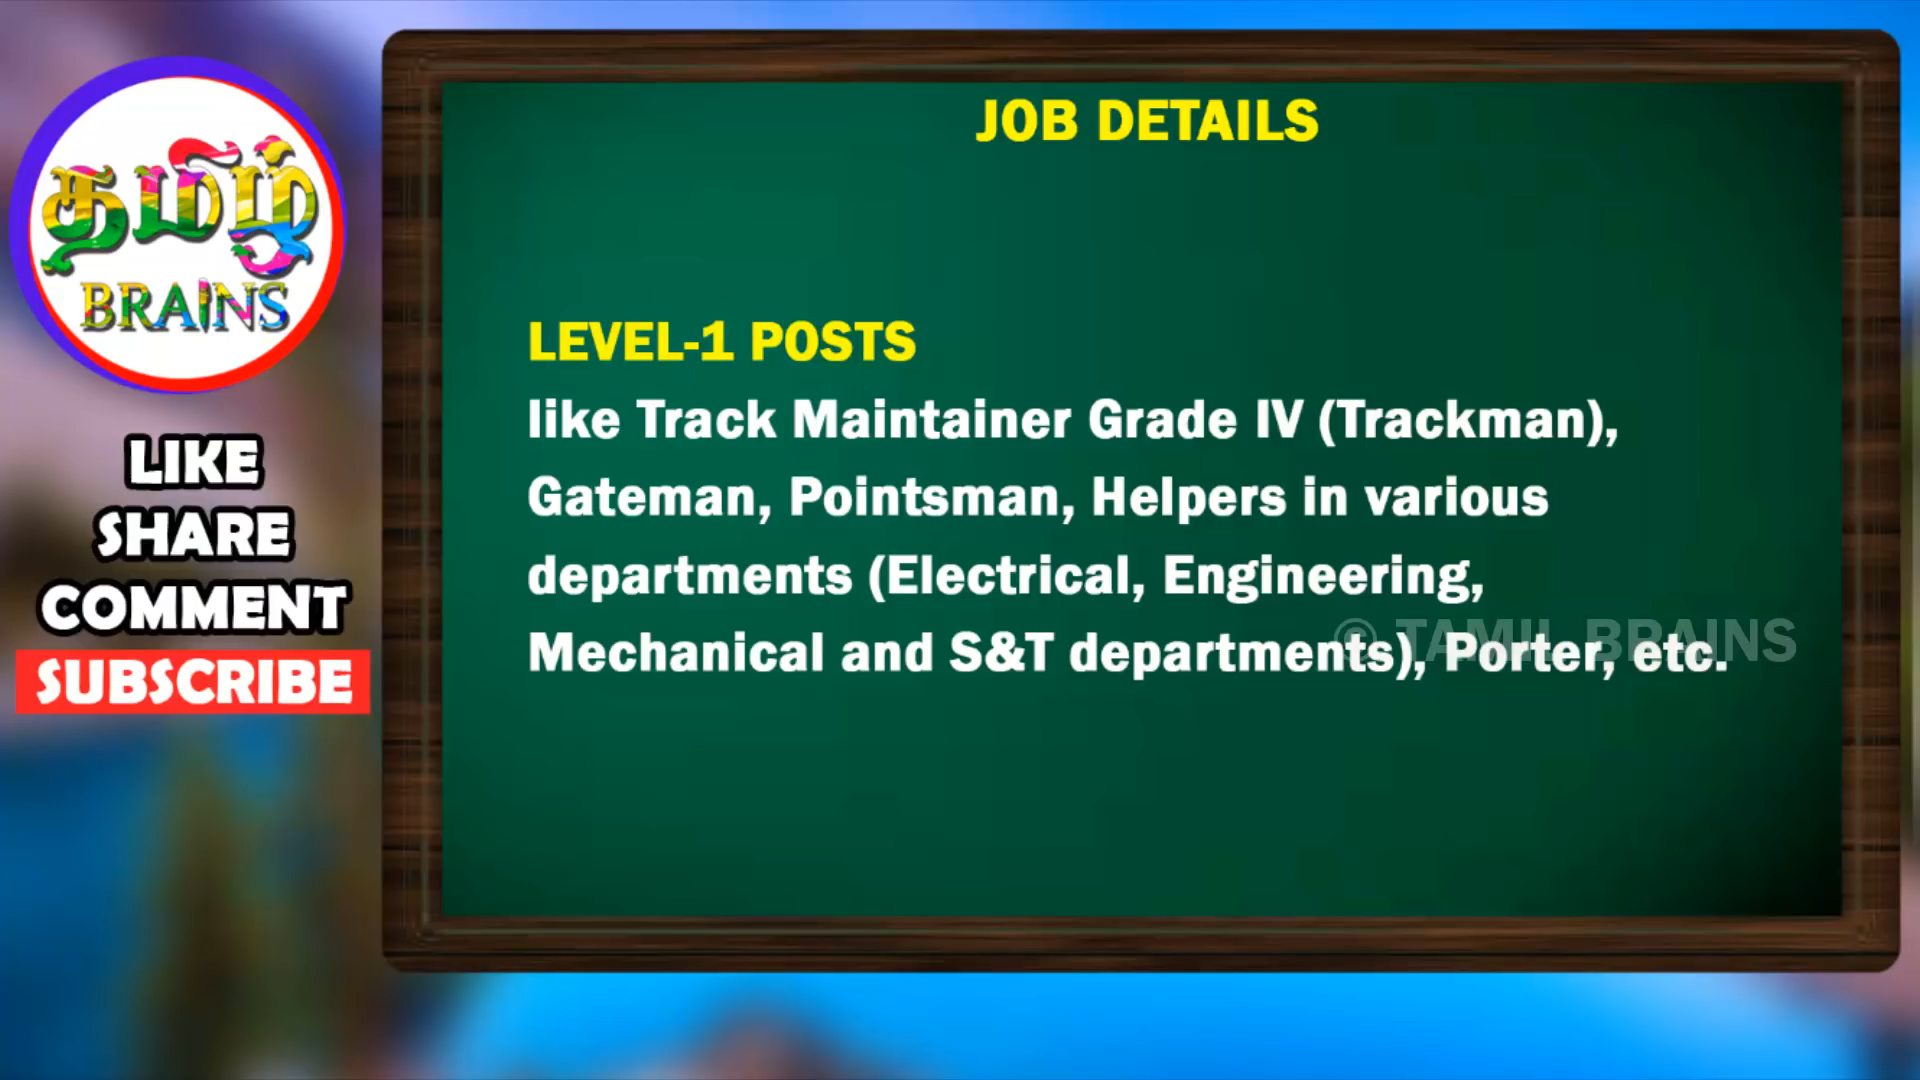 தமிழ்
BRAINS
LIKE
SHARE
COMMENT
SUBSCRIBE
JOB DETAILS
LEVEL-1 POSTS
like Track Maintainer Grade IV (Trackman),
Gateman, Pointsman, Helpers in various
departments (Electrical, Engineering,
Mechanical and S&T departments), Porter, etc.
© TAMIL BRAINS